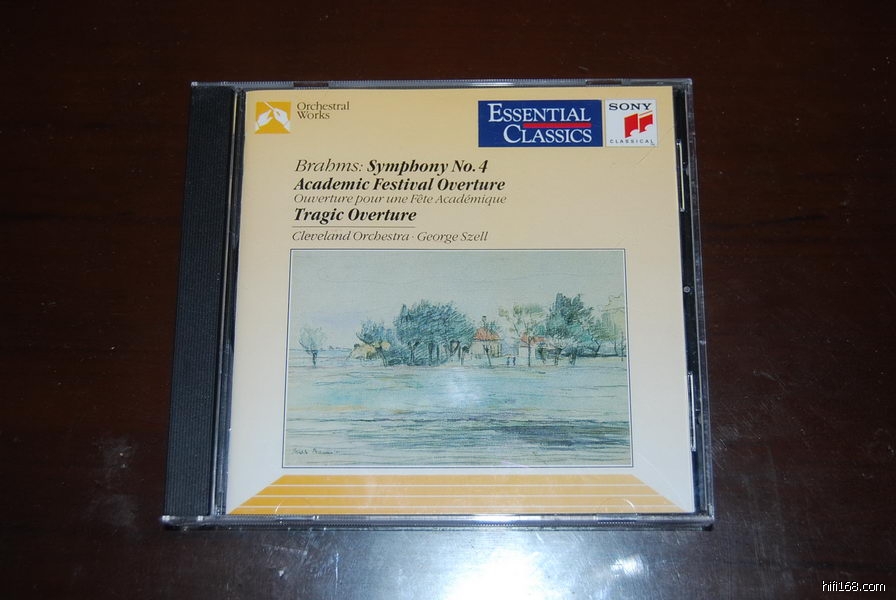 Orchestral
Works
ESSENTIAL
CLASSICS
SONY
CLASSICAL
Brahms: Symphony No. 4
Academic Festival Overture
Ouverture pour une Fête Académique
Tragic Overture
Cleveland Orchestra · George Szell
hifi168.com